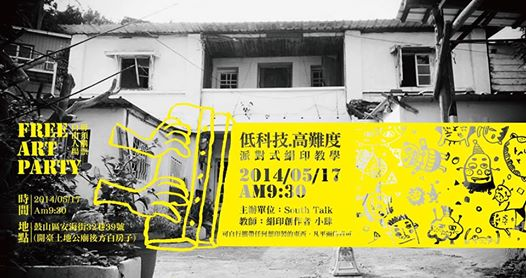 FREE
ART
PARTY
時間
2014/05/17
Am9:30
地點
鼓山區安海街32巷39號
(開臺土地公廟後方白房子)
低科技.高難度
派對式絹印教學
2014/05/17
AM9:30
主辦單位:South Talk
教師:絹印創作者 小肆